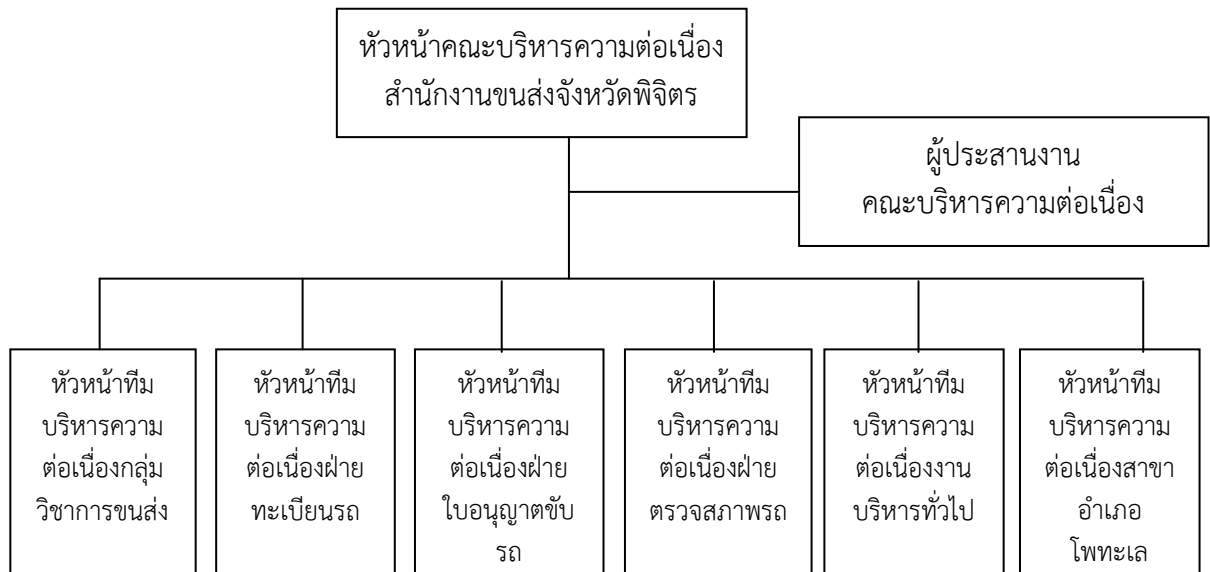 หัวหน้าคณะบริหารความต่อเนื่อง
สำนักงานขนส่งจังหวัดพิจิตร
ผู้ประสานงาน
คณะบริหารความต่อเนื่อง
หัวหน้าทีม
บริหารความ
ต่อเนื่องกลุ่ม
วิชาการขนส่ง
หัวหน้าทีม
บริหารความ
ต่อเนื่องฝ่าย
ทะเบียนรถ
หัวหน้าทีม
บริหารความ
ต่อเนื่องฝ่าย
ใบอนุญาตขับ
รถ
หัวหน้าทีม
บริหารความ
ต่อเนื่องฝ่าย
ตรวจสภาพรถ
หัวหน้าทีม
บริหารความ
ต่อเนื่องงาน
บริหารทั่วไป
หัวหน้าทีม
บริหารความ
ต่อเนื่องสาขา
อำเภอ
โพทะเล